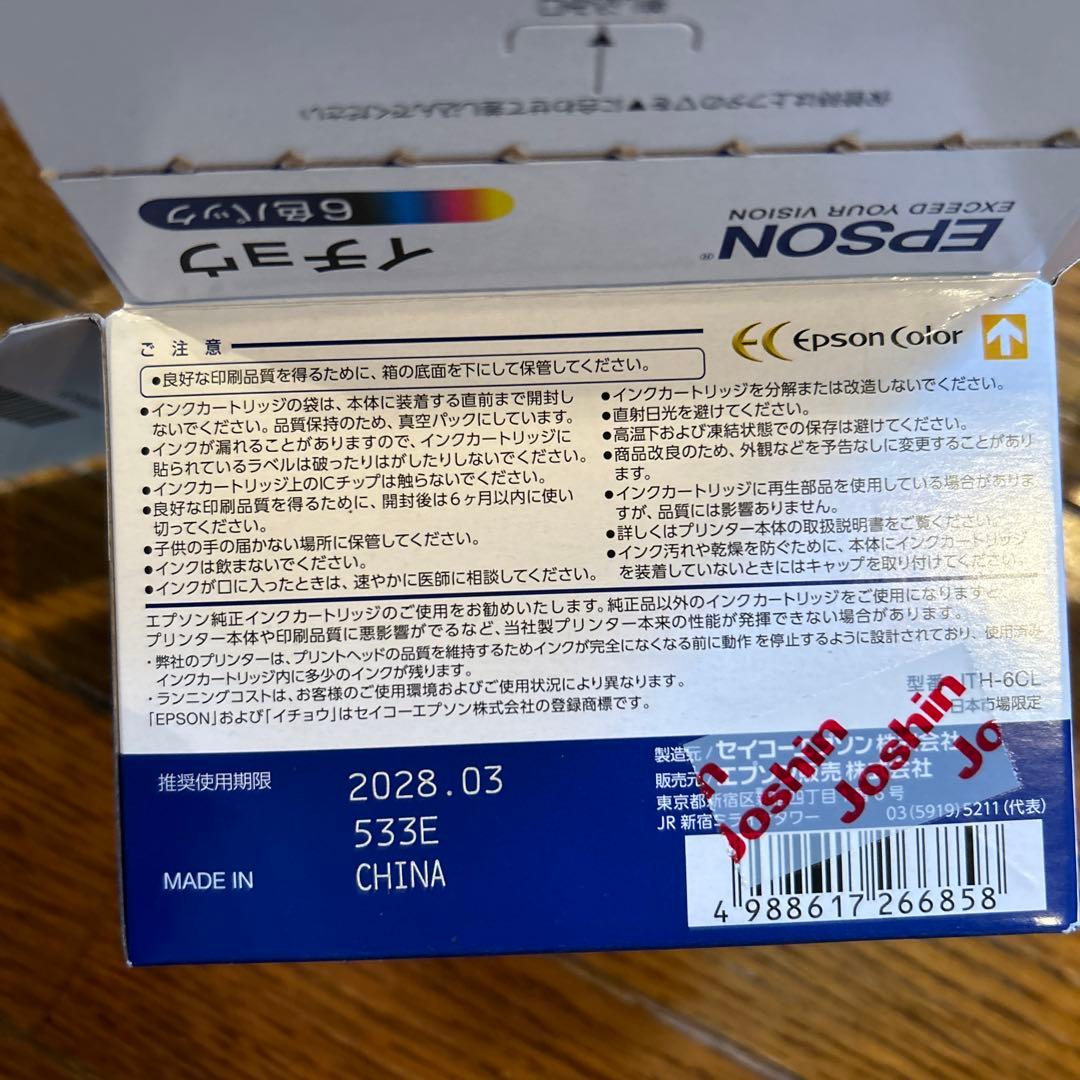 保管時は上フタの▽を▼に合わせて差し込んでください
イチョウ
6色パック
EPSON®
EXCEED YOUR VISION
ご注意
Epson Color
●良好な印刷品質を得るために、箱の底面を下にして保管してください。
●インクカートリッジの袋は、本体に装着する直前まで開封し
ないでください。品質保持のため、真空パックにしています。
●インクが漏れることがありますので、インクカートリッジに
貼られているラベルは破ったりはがしたりしないでください。
●インクカートリッジ上のICチップは触らないでください。
●良好な印刷品質を得るために、開封後は6ヶ月以内に使い
切ってください。
●子供の手の届かない場所に保管してください。
●インクは飲まないでください。
●インクが口に入ったときは、速やかに医師に相談してください。
●インクカートリッジを分解または改造しないでください。
●直射日光を避けてください。
●高温下および凍結状態での保存は避けてください。
●商品改良のため、外観などを予告なしに変更することがあり
ます。
●インクカートリッジに再生部品を使用している場合がありま
すが、品質には影響ありません。
●詳しくはプリンター本体の取扱説明書をご覧ください。
●インク汚れや乾燥を防ぐために、本体にインクカートリッジ
を装着していないときにはキャップを取り付けてください。
エプソン純正インクカートリッジのご使用をお勧めいたします。純正品以外のインクカートリッジをご使用になりますと、
プリンター本体や印刷品質に悪影響がでるなど、当社製プリンター本来の性能が発揮できない場合があります。
・弊社のプリンターは、プリントヘッドの品質を維持するためインクが完全になくなる前に動作を停止するように設計されており、使用済み
インクカートリッジ内に多少のインクが残ります。
・ランニングコストは、お客様のご使用環境およびご使用状況により異なります。
「EPSON」および「イチョウ」はセイコーエプソン株式会社の登録商標です。
型番 ITH-6CL
日本市場限定
推奨使用期限 2028.03
533E
MADE IN CHINA
製造元/セイコーエプソン株式会社
販売元 エプソン販売株式会社
東京都新宿区 四丁目 号
JR新宿ミライナタワー 03(5919)5211(代表)
Joshin
Joshin
Jo
4 988617 266858